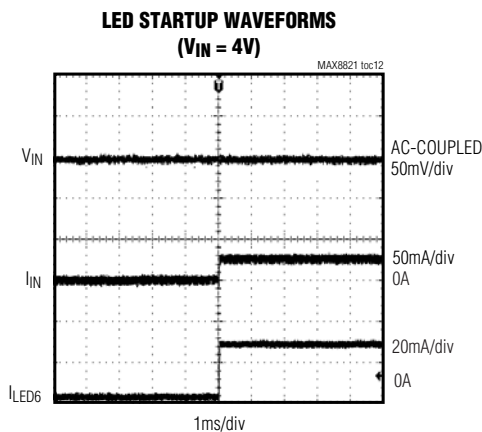 LED STARTUP WAVEFORMS
(VIN = 4V)
MAX8821 toc12
VIN
AC-COUPLED
50mV/div
50mA/div
IIN
0A
20mA/div
0A
ILED6
1ms/div